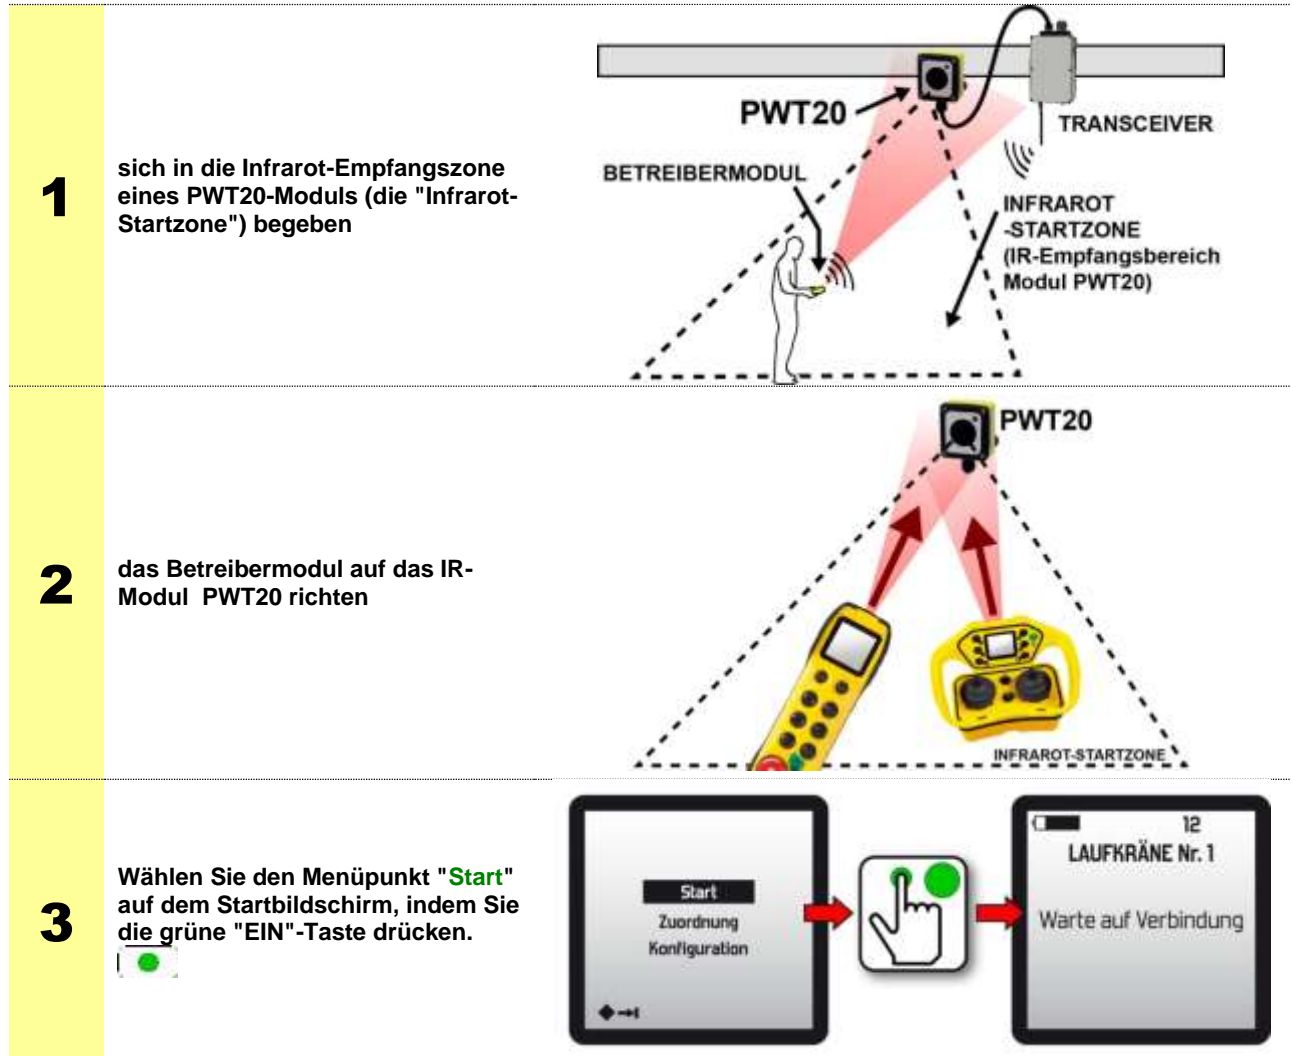 1
sich in die Infrarot-Empfangszone
eines PWT20-Moduls (die "Infrarot-
Startzone") begeben
PWT20
TRANSCEIVER
BETREIBERMODUL
INFRAROT
-STARTZONE
(IR-Empfangsbereich
Modul PWT20)
2
das Betreibermodul auf das IR-
Modul PWT20 richten
PWT20
INFRAROT-STARTZONE
3
Wählen Sie den Menüpunkt "Start"
auf dem Startbildschirm, indem Sie
die grüne "EIN"-Taste drücken.
Start
Zuordnung
Konfiguration
12
LAUFKRÄNE Nr. 1
Warte auf Verbindung